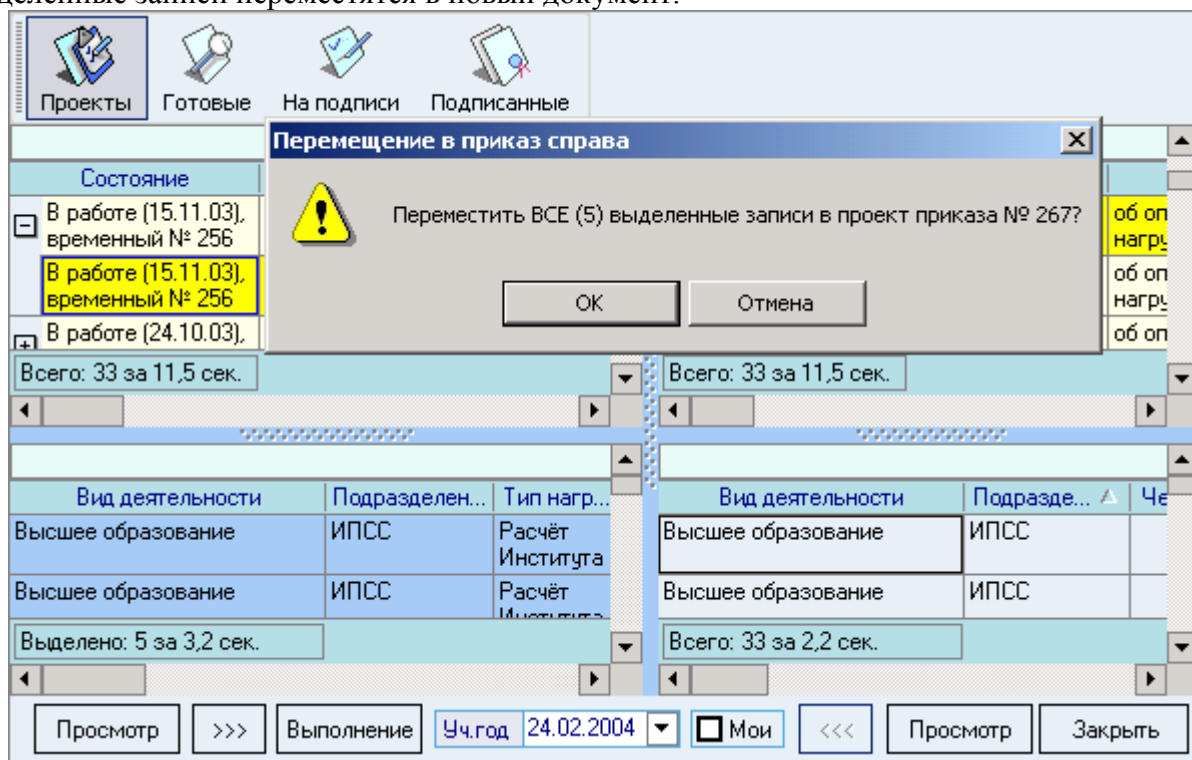 деленные записи переместятся в новый документ.
Проекты Готовые На подписи Подписанные
Перемещение в приказ справа
Состояние
Переместить ВСЕ (5) выделенные записи в проект приказа № 267?
В работе (15.11.03),
временный № 256
об оп
нагру
В работе (15.11.03),
временный № 256
об оп
нагру
OK Отмена
В работе (24.10.03),
об оп
Всего: 33 за 11,5 сек. Всего: 33 за 11,5 сек.
Вид деятельности Подразделен... Тип нагр... Вид деятельности Подразде... Че
Высшее образование ИПСС Расчёт Высшее образование ИПСС
Института
Высшее образование ИПСС Расчёт Высшее образование ИПСС
Выделено: 5 за 3,2 сек. Всего: 33 за 2,2 сек.
Просмотр >>> Выполнение Уч.год 24.02.2004 Мои <<< Просмотр Закрыть